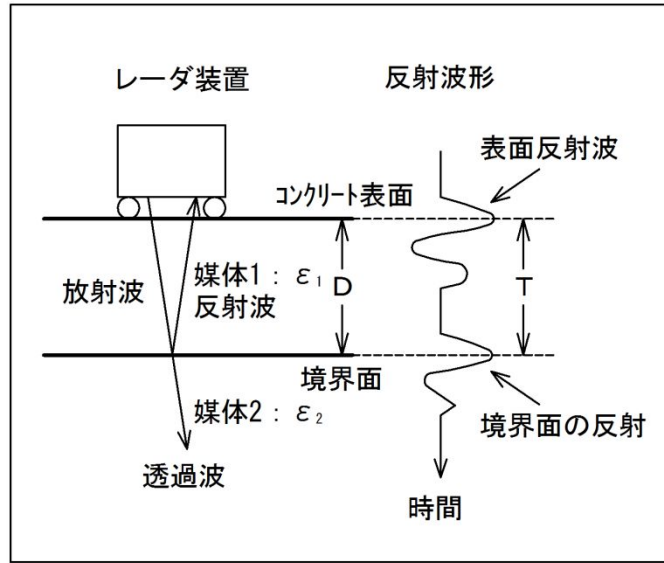 レーダ装置
反射波形
表面反射波
コンクリート表面
放射波
媒体1：ε1
反射波
D
T
境界面
媒体2：ε2
境界面の反射
透過波
時間